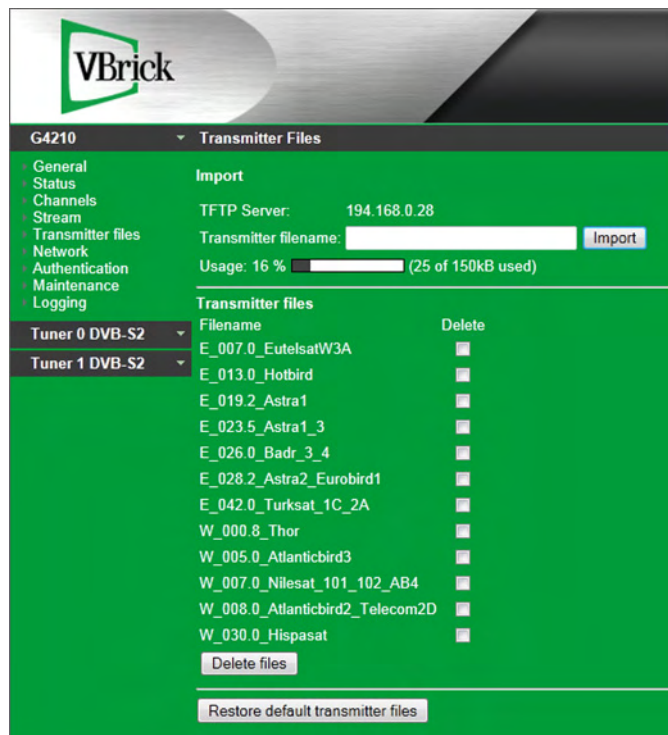 VBrick
G4210
General
Status
Channels
Stream
Transmitter files
Network
Authentication
Maintenance
Logging
Tuner 0 DVB-S2
Tuner 1 DVB-S2
Transmitter Files
Import
TFTP Server: 194.168.0.28
Transmitter filename: Import
Usage: 16 % (25 of 150kB used)
Transmitter files
Filename Delete
E_007.0_EutelsatW3A
E_013.0_Hotbird
E_019.2_Astra1
E_023.5_Astra1_3
E_026.0_Badr_3_4
E_028.2_Astra2_Eurobird1
E_042.0_Turksat_1C_2A
W_000.8_Thor
W_005.0_Atlanticbird3
W_007.0_Nilesat_101_102_AB4
W_008.0_Atlanticbird2_Telecom2D
W_030.0_Hispasat
Delete files
Restore default transmitter files